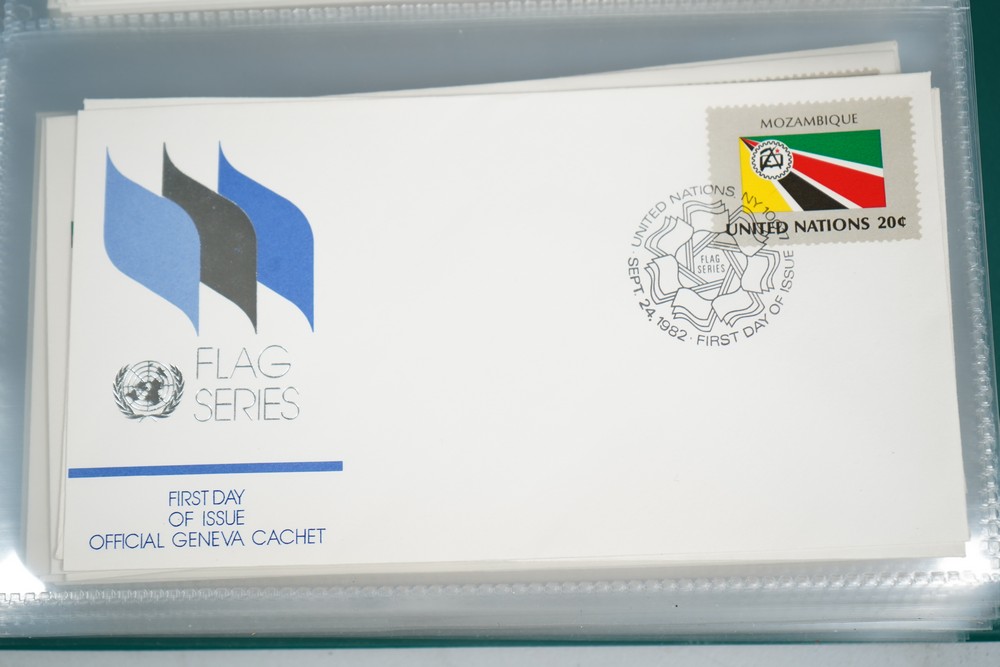 MOZAMBIQUE
UNITED NATIONS 20¢
UNITED NATIONS, NY 10017
FLAG
SERIES
SEPT. 24, 1982 · FIRST DAY OF ISSUE
FLAG
SERIES
FIRST DAY
OF ISSUE
OFFICIAL GENEVA CACHET